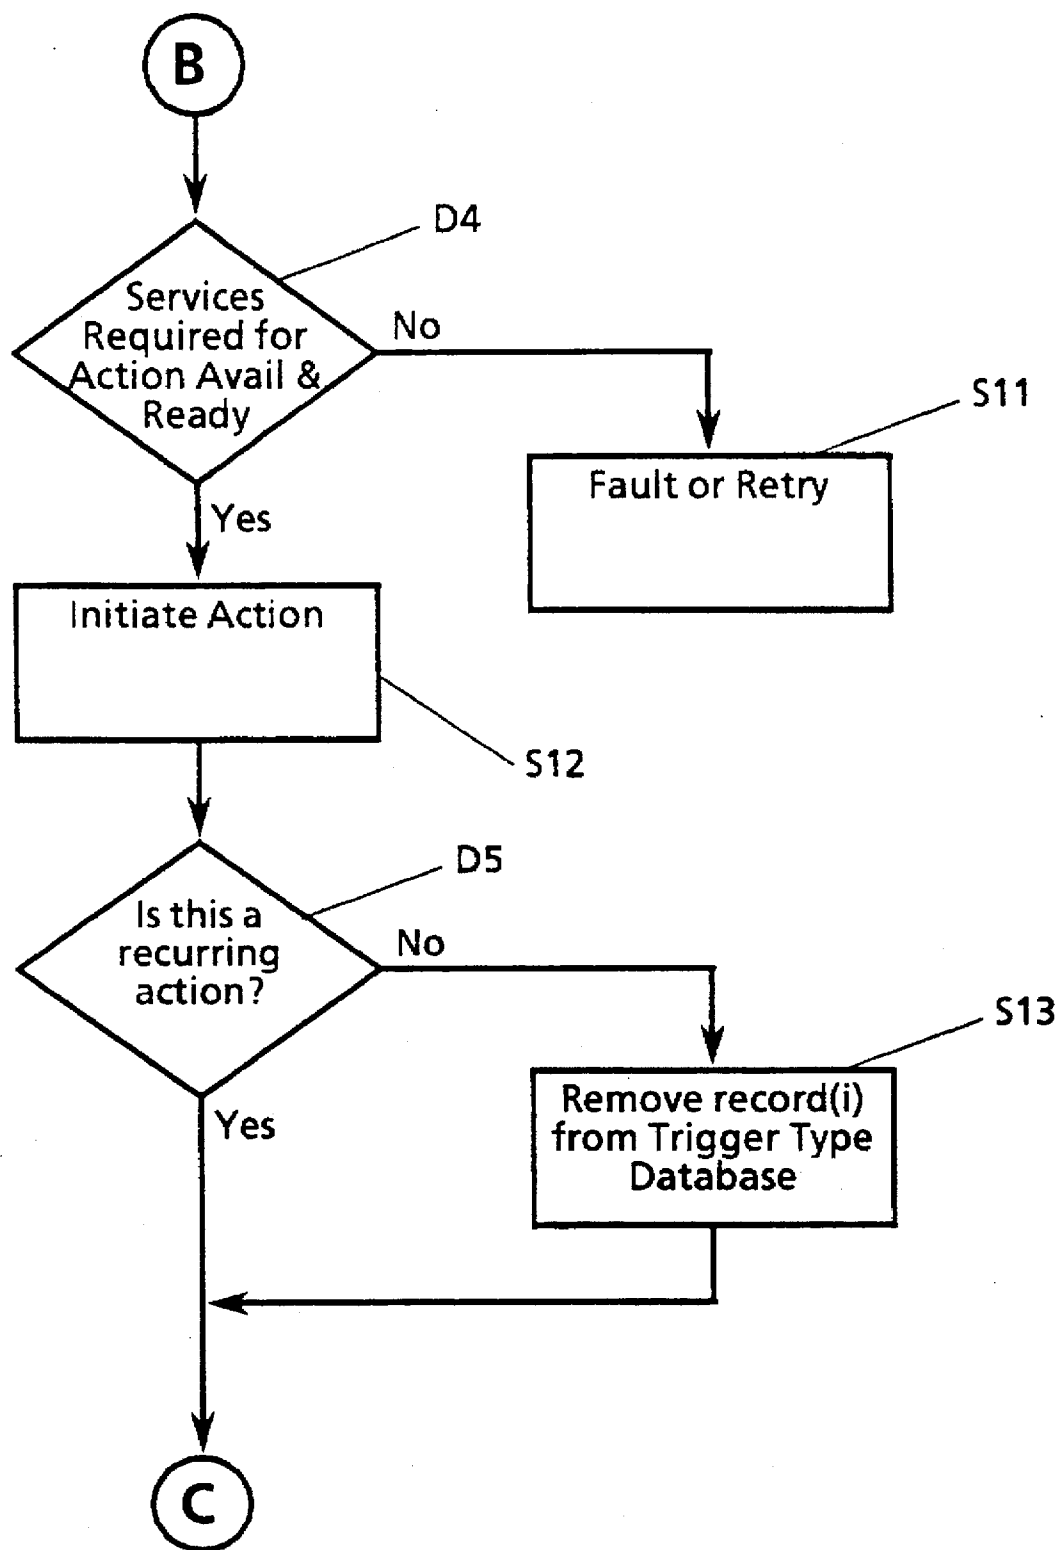 B
D4
Services
Required for
Action Avail &
Ready
No
S11
Fault or Retry
Yes
Initiate Action
S12
D5
Is this a
recurring
action?
No
S13
Remove record(i)
from Trigger Type
Database
Yes
C